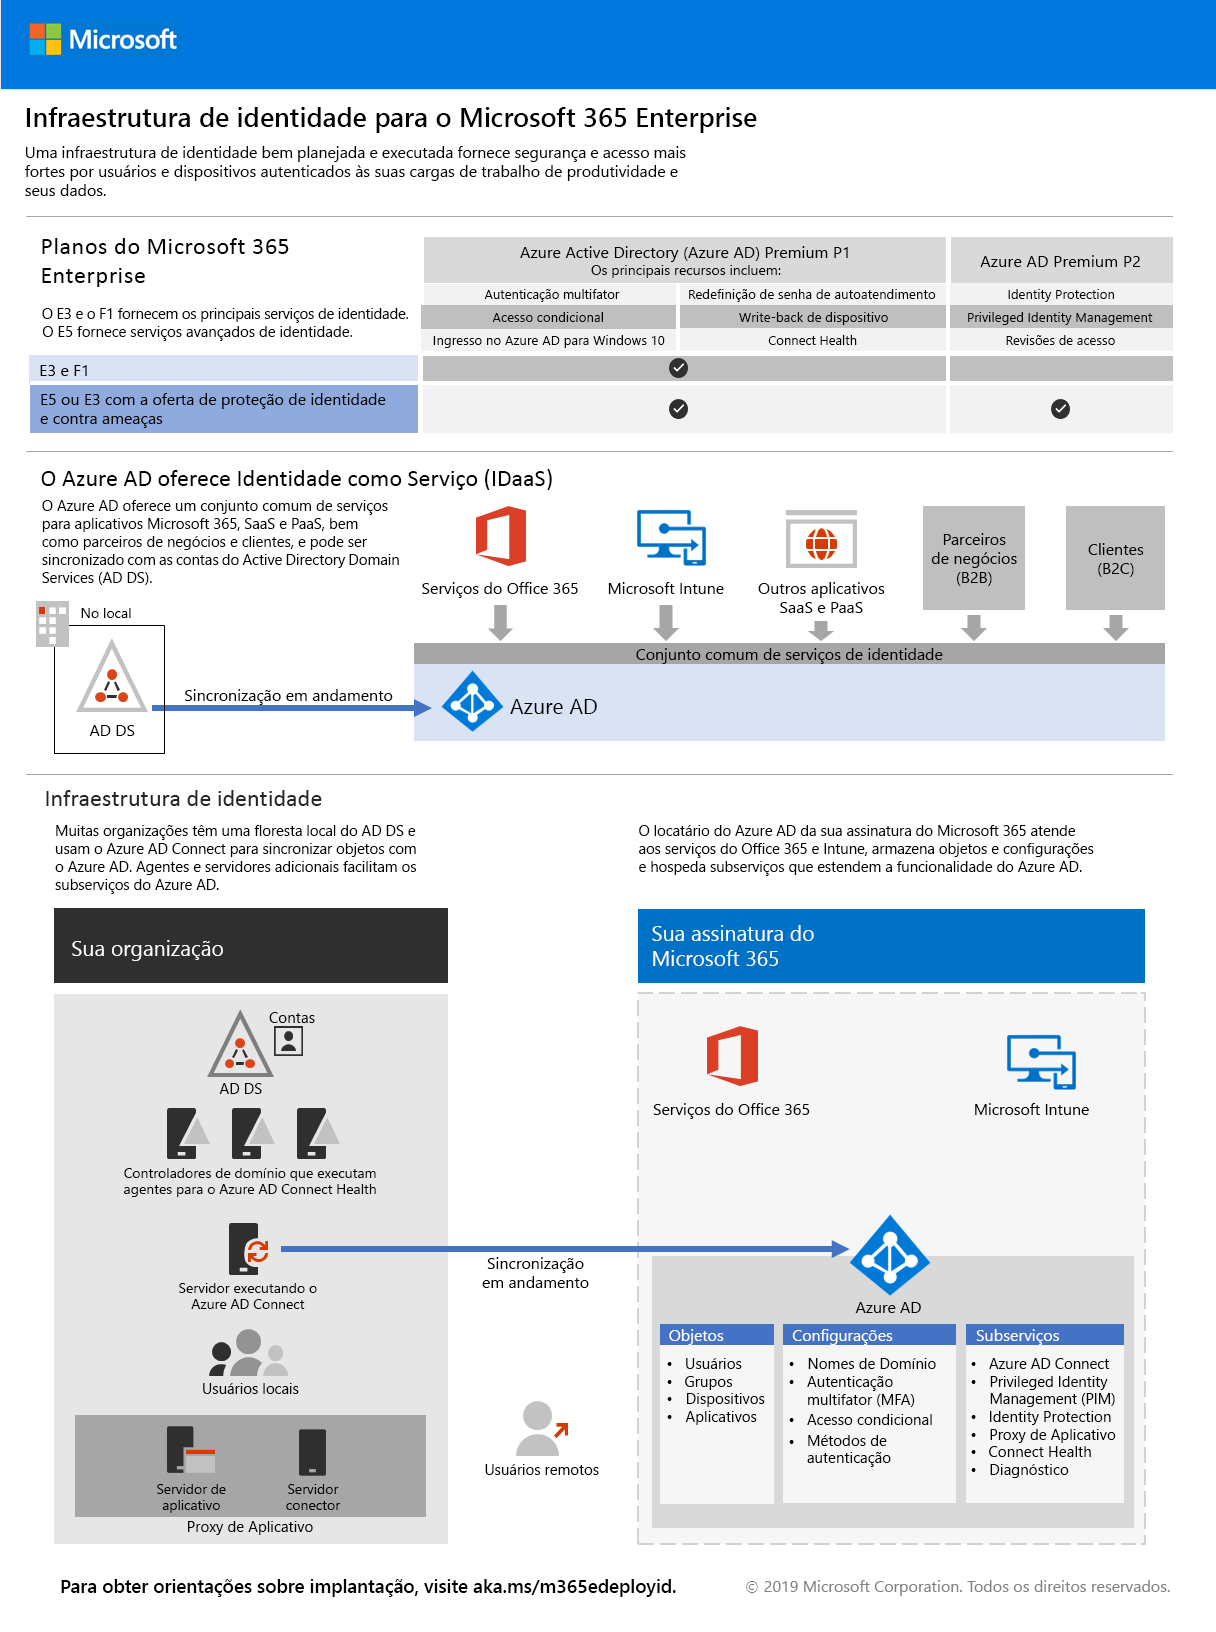 Microsoft
Infraestrutura de identidade para o Microsoft 365 Enterprise
Uma infraestrutura de identidade bem planejada e executada fornece segurança e acesso mais
fortes por usuários e dispositivos autenticados às suas cargas de trabalho de produtividade e
seus dados.
Planos do Microsoft 365
Enterprise
O E3 e o F1 fornecem os principais serviços de identidade.
O E5 fornece serviços avançados de identidade.
Azure Active Directory (Azure AD) Premium P1
Os principais recursos incluem:
Azure AD Premium P2
Autenticação multifator
Redefinição de senha de autoatendimento
Identity Protection
Acesso condicional
Write-back de dispositivo
Privileged Identity Management
Ingresso no Azure AD para Windows 10
Connect Health
Revisões de acesso
E3 e F1
E5 ou E3 com a oferta de proteção de identidade
e contra ameaças
O Azure AD oferece Identidade como Serviço (IDaaS)
O Azure AD oferece um conjunto comum de serviços
para aplicativos Microsoft 365, SaaS e PaaS, bem
como parceiros de negócios e clientes, e pode ser
sincronizado com as contas do Active Directory Domain
Services (AD DS).
Serviços do Office 365
Microsoft Intune
Outros aplicativos
SaaS e PaaS
Parceiros
de negócios
(B2B)
Clientes
(B2C)
No local
AD DS
Sincronização em andamento
Conjunto comum de serviços de identidade
Azure AD
Infraestrutura de identidade
Muitas organizações têm uma floresta local do AD DS e
usam o Azure AD Connect para sincronizar objetos com
o Azure AD. Agentes e servidores adicionais facilitam os
subserviços do Azure AD.
O locatário do Azure AD da sua assinatura do Microsoft 365 atende
aos serviços do Office 365 e Intune, armazena objetos e configurações
e hospeda subserviços que estendem a funcionalidade do Azure AD.
Sua organização
Sua assinatura do
Microsoft 365
Contas
AD DS
Controladores de domínio que executam
agentes para o Azure AD Connect Health
Servidor executando o
Azure AD Connect
Usuários locais
Servidor de
aplicativo
Servidor
conector
Proxy de Aplicativo
Sincronização
em andamento
Usuários remotos
Serviços do Office 365
Microsoft Intune
Azure AD
Objetos
• Usuários
• Grupos
• Dispositivos
• Aplicativos
Configurações
• Nomes de Domínio
• Autenticação
multifator (MFA)
• Acesso condicional
• Métodos de
autenticação
Subserviços
• Azure AD Connect
• Privileged Identity
Management (PIM)
• Identity Protection
• Proxy de Aplicativo
• Connect Health
• Diagnóstico
Para obter orientações sobre implantação, visite aka.ms/m365edeployid.
© 2019 Microsoft Corporation. Todos os direitos reservados.